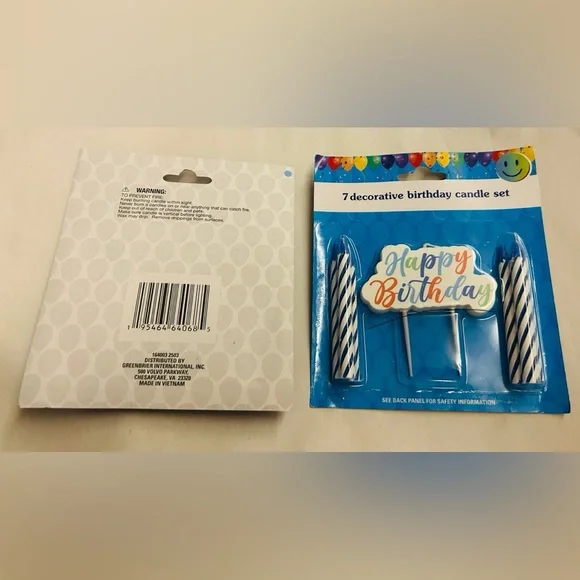 WARNING:
TO PREVENT FIRE:
Keep burning candle within sight.
Never burn a candles on or near anything that can catch fire.
Keep out of reach of children and pets.
Make sure candle is vertical before lighting.
Wax may drip. Remove drippings from surfaces.
1 95464 64068 5
164003 2503
DISTRIBUTED BY
GREENBRIER INTERNATIONAL, INC.
500 VOLVO PARKWAY,
CHESAPEAKE, VA 23320
MADE IN VIETNAM
7 decorative birthday candle set
Happy
Birthday
SEE BACK PANEL FOR SAFETY INFORMATION